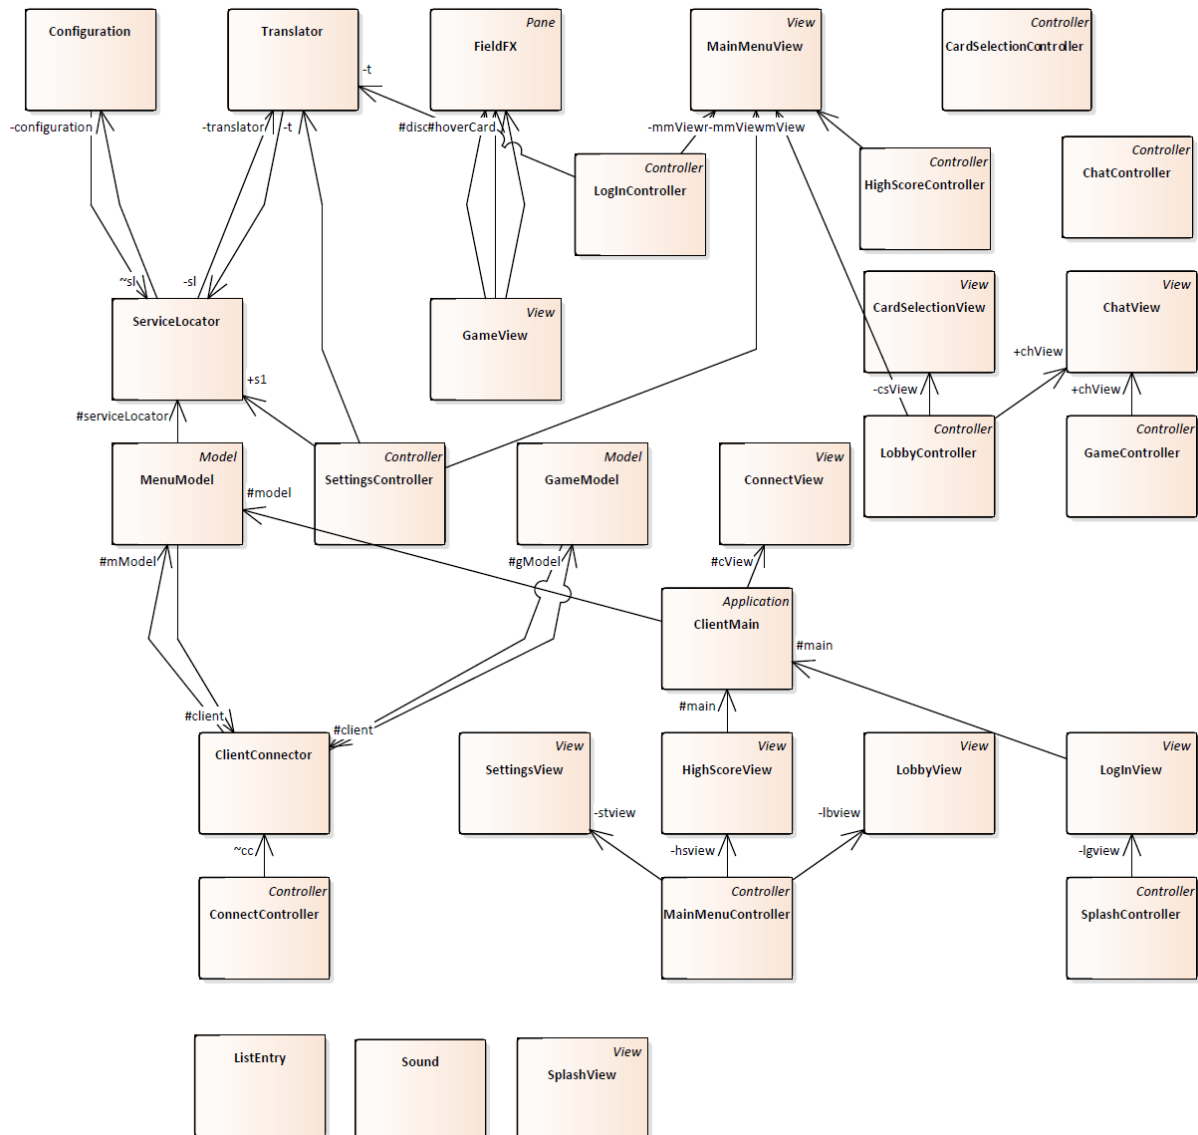 Configuration
Translator
Pane
FieldFX
View
MainMenuView
Controller
CardSelectionController
-t
-configuration
-translator
-t
#disc#hoverCard
-mmViewr-mmViewmView
Controller
LogInController
Controller
HighScoreController
Controller
ChatController
~sl
-sl
ServiceLocator
View
GameView
View
CardSelectionView
View
ChatView
+chView
+s1
-csView
+chView
#serviceLocator
Model
MenuModel
Controller
SettingsController
Model
GameModel
View
ConnectView
Controller
LobbyController
Controller
GameController
#model
#mModel
#gModel
#cView
Application
ClientMain
#main
#main
#client
#client
ClientConnector
View
SettingsView
View
HighScoreView
View
LobbyView
View
LogInView
-stview
-lbview
~cc
-hsview
-lgview
Controller
ConnectController
Controller
MainMenuController
Controller
SplashController
ListEntry
Sound
View
SplashView